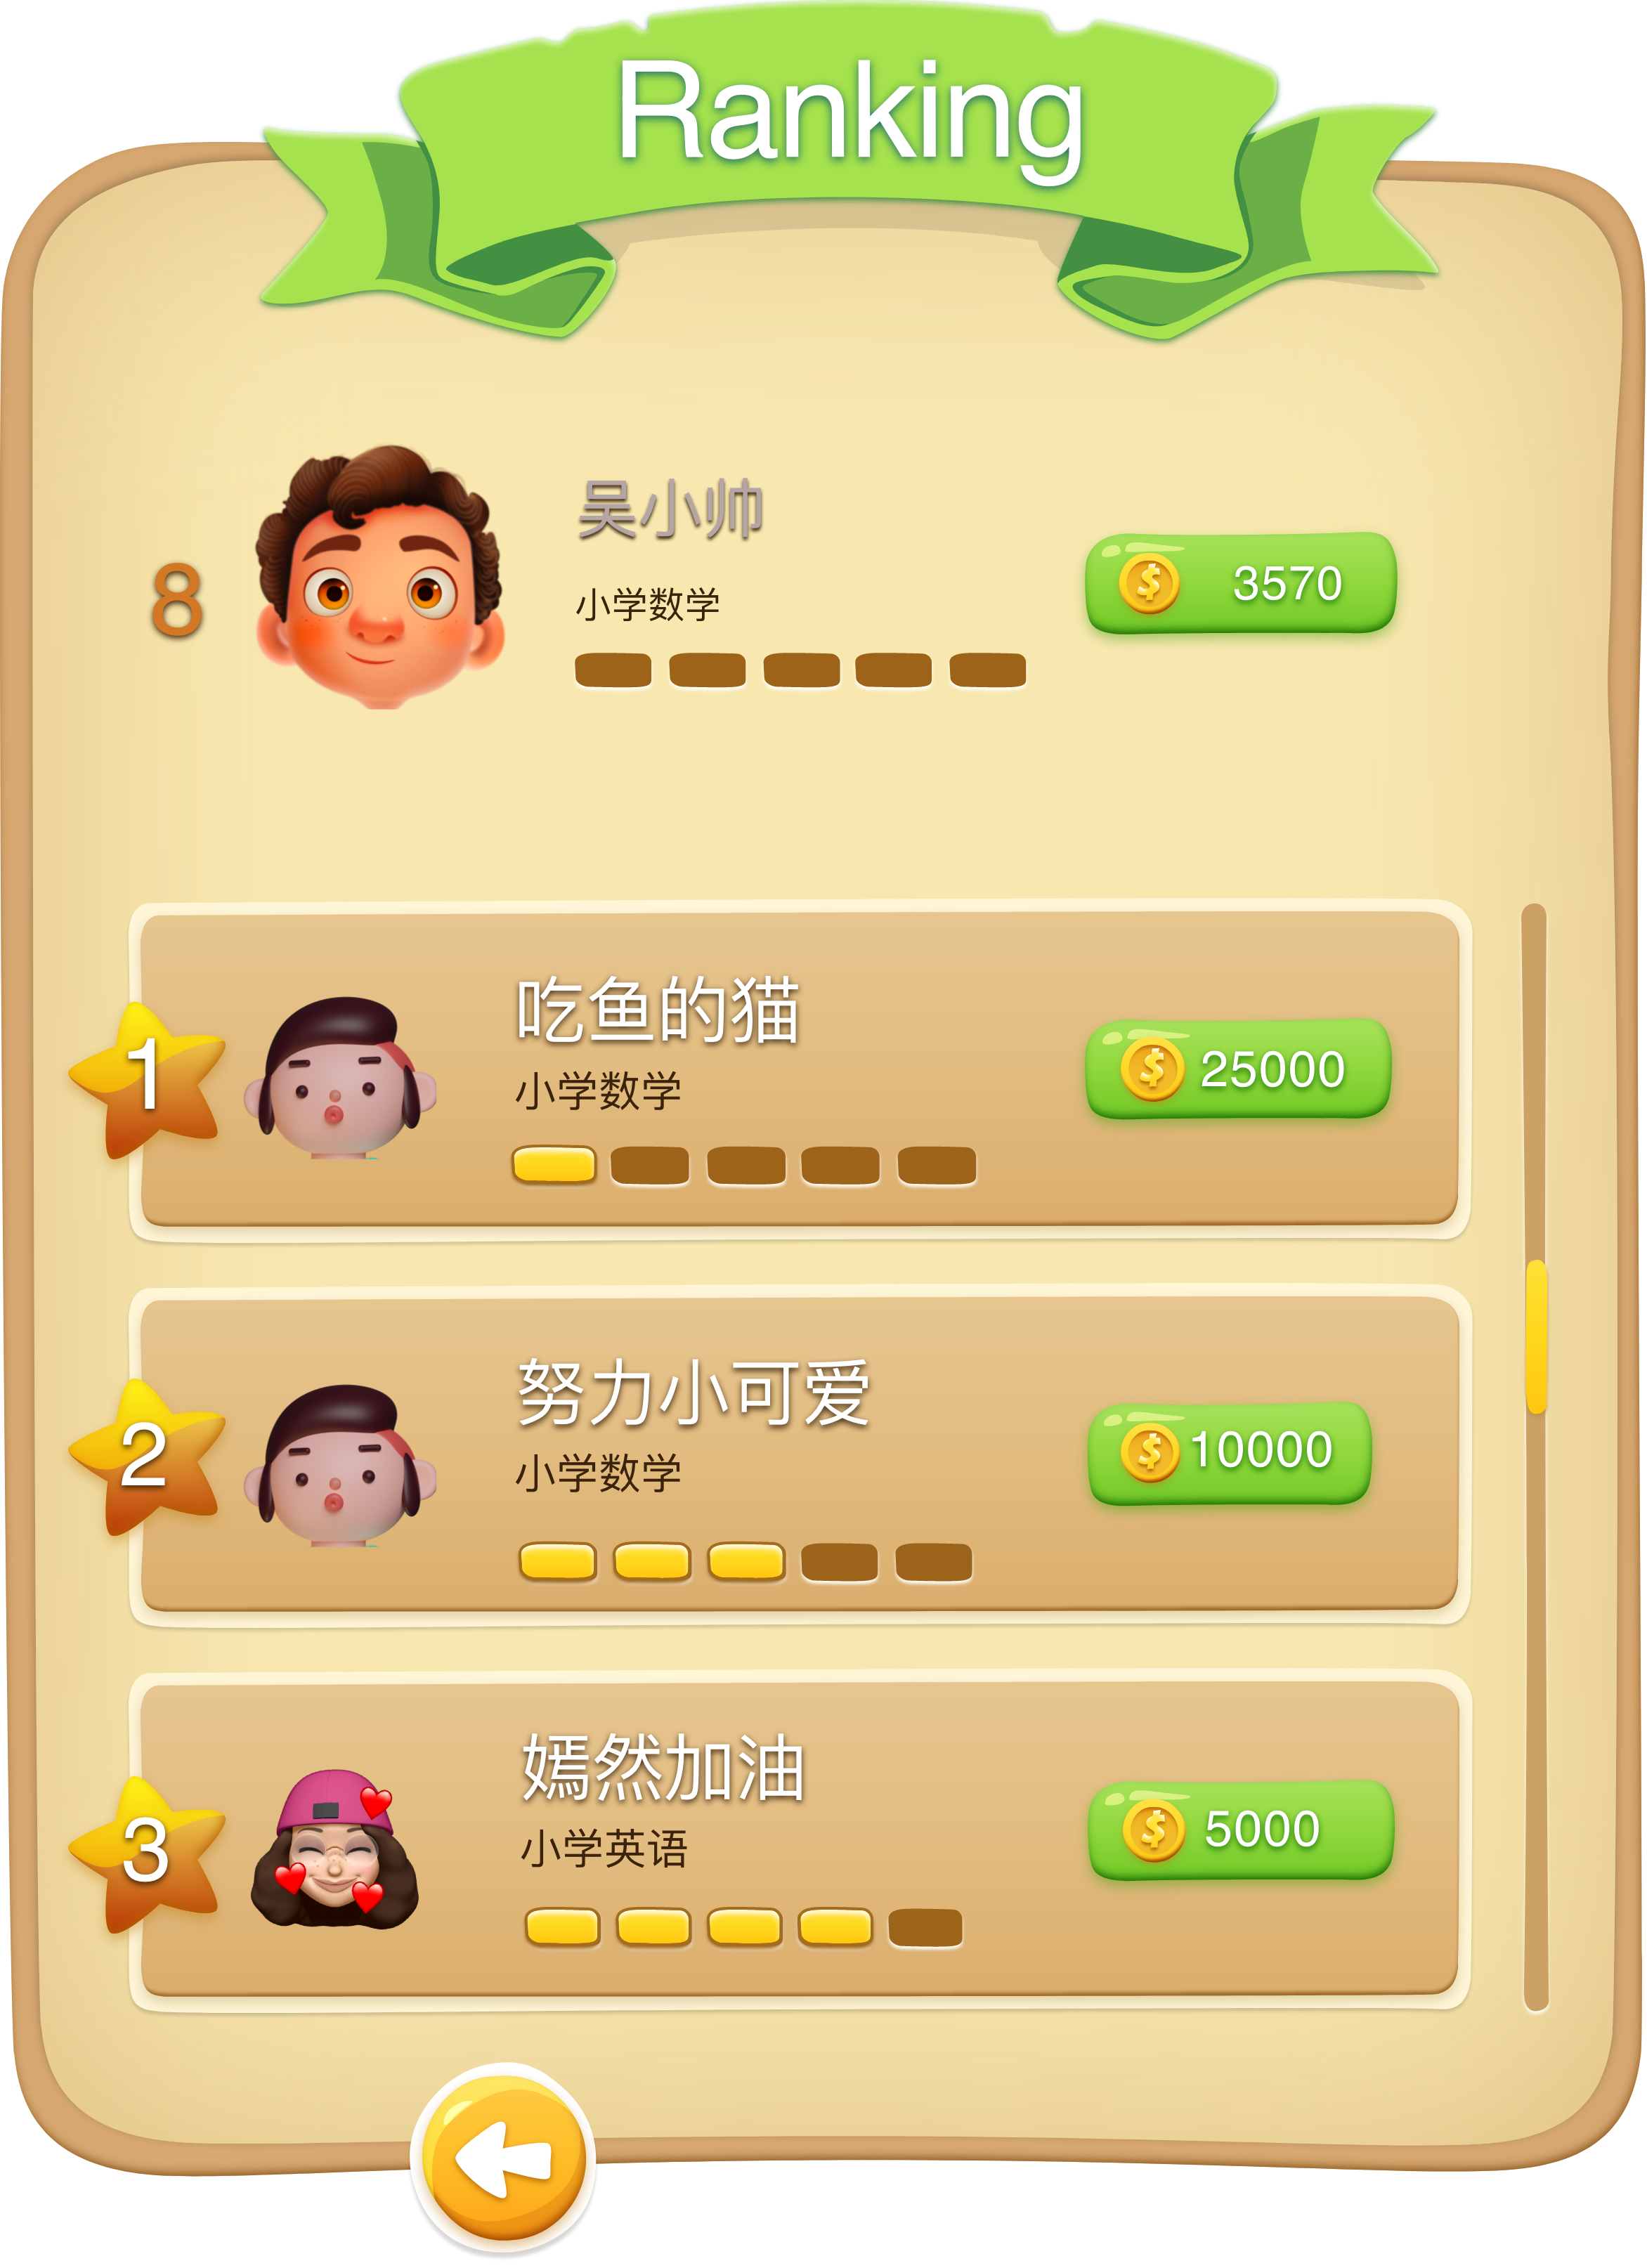 Ranking
吴小帅
8
小学数学
3570
吃鱼的猫
1
小学数学
25000
努力小可爱
2
小学数学
10000
嫣然加油
3
小学英语
5000